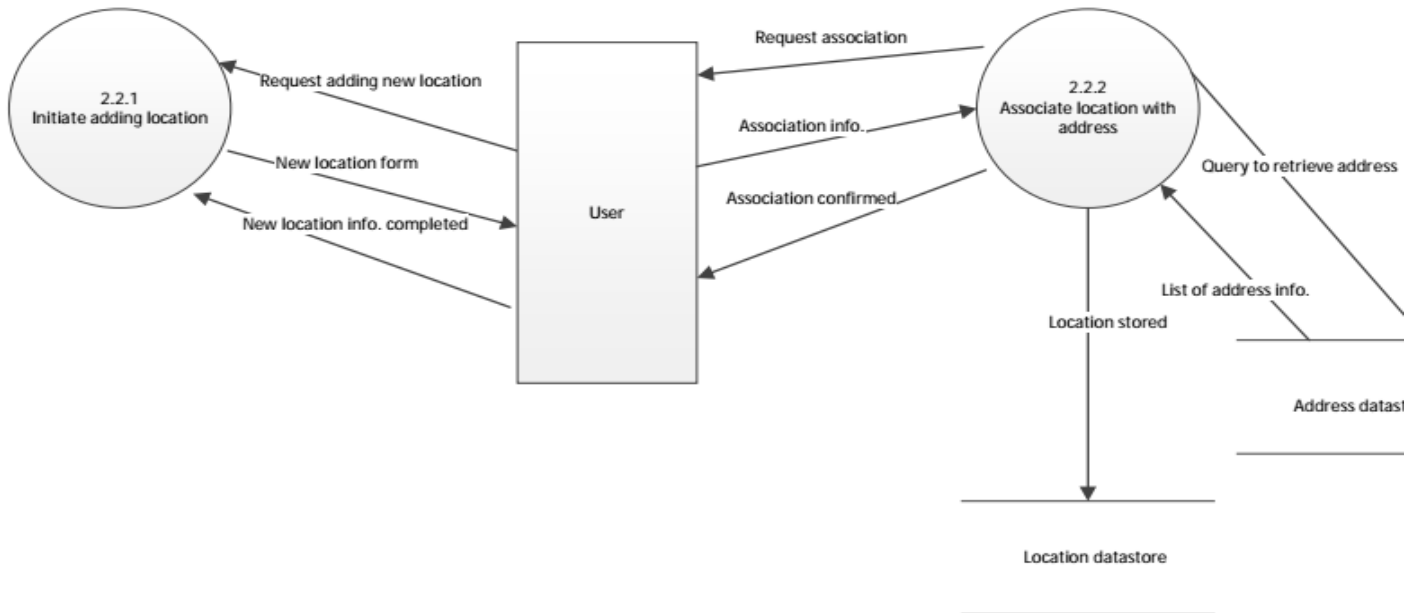 Request association
2.2.1
Initiate adding location
Request adding new location
2.2.2
Associate location with
address
Association info.
New location form
Query to retrieve address
Association confirmed
User
New location info. completed
List of address info.
Location stored
Address datast
Location datastore